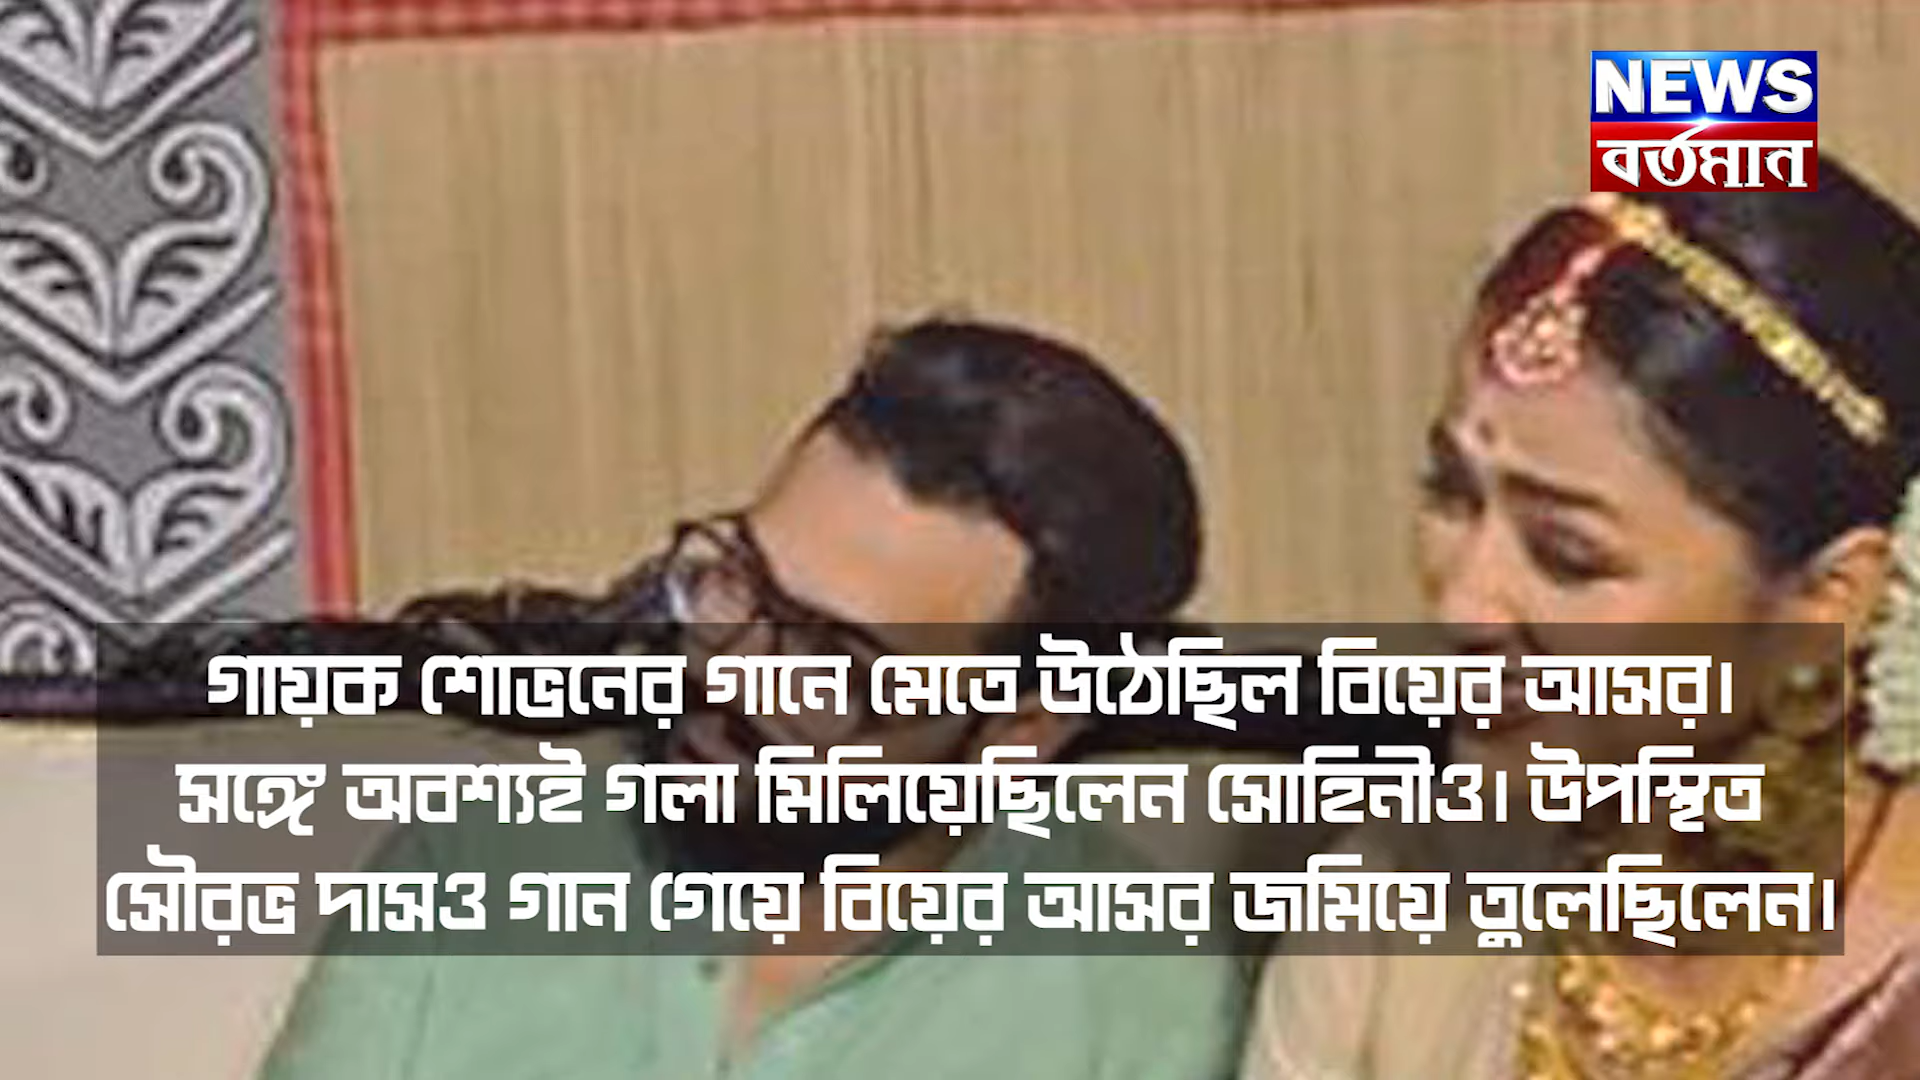 NEWS
বর্তমান
গায়ক শোভনের গানে মেতে উঠেছিল বিয়ের আসর।
সঙ্গে অবশ্যই গলা মিলিয়েছিলেন সোহিনীও। উপস্থিত
সৌরভ দাসও গান গেয়ে বিয়ের আসর জমিয়ে তুলেছিলেন।